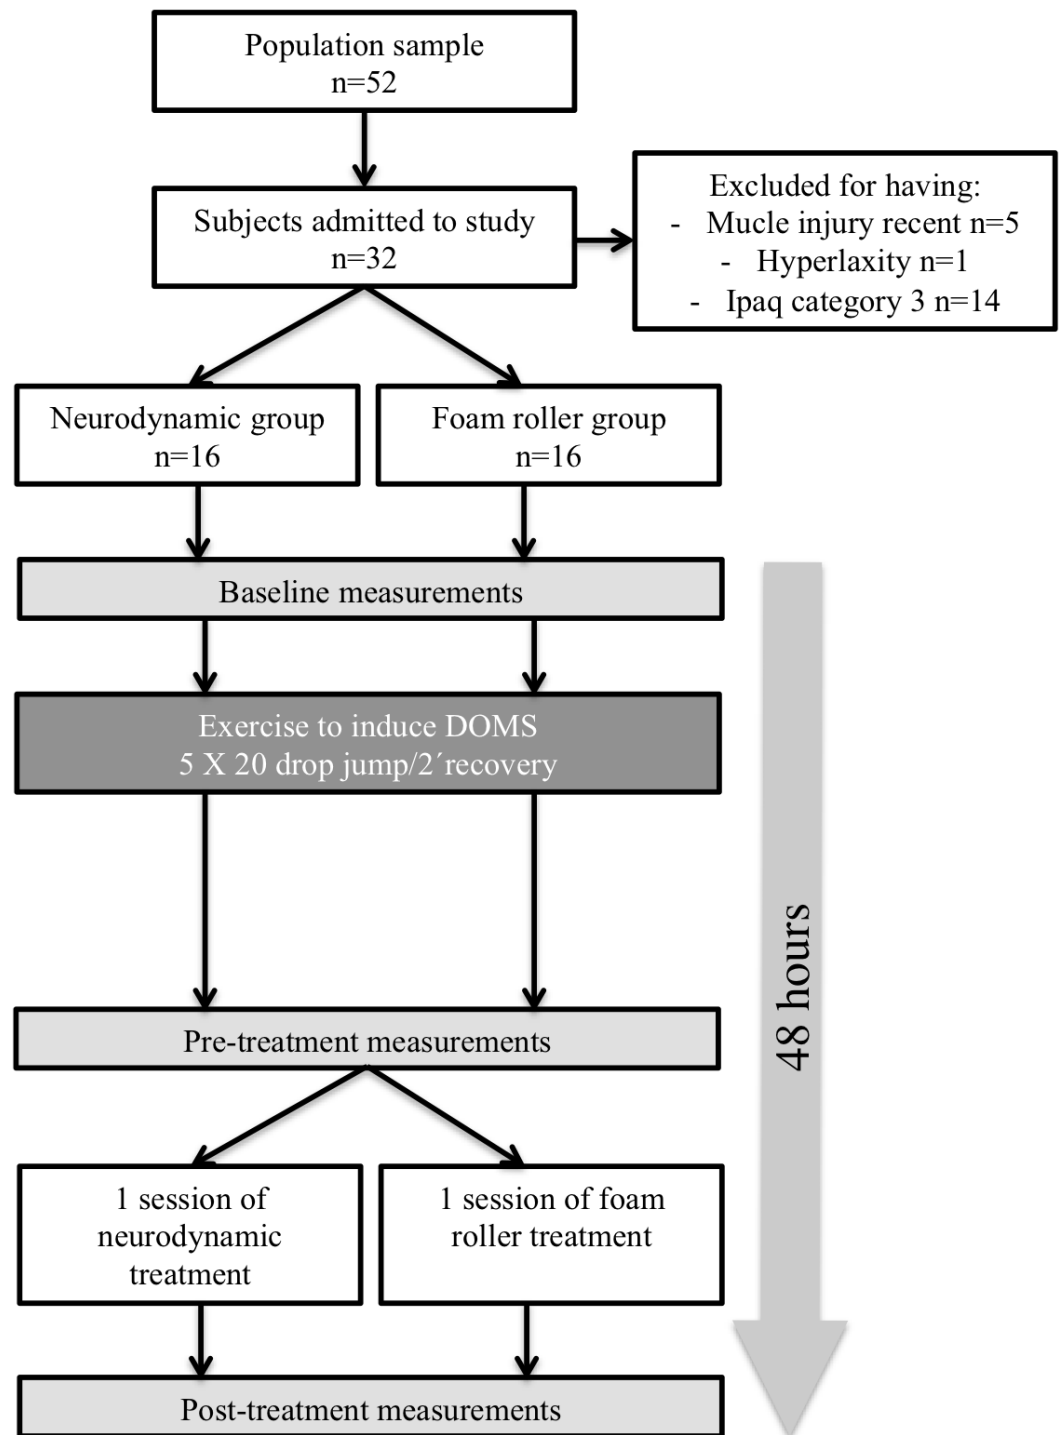 Population sample
n=52
Subjects admitted to study
n=32
Excluded for having:
- Mucle injury recent n=5
- Hyperlaxity n=1
- Ipaq category 3 n=14
Neurodynamic group
n=16
Foam roller group
n=16
Baseline measurements
Exercise to induce DOMS
5 X 20 drop jump/2´recovery
48 hours
Pre-treatment measurements
1 session of
neurodynamic
treatment
1 session of foam
roller treatment
Post-treatment measurements